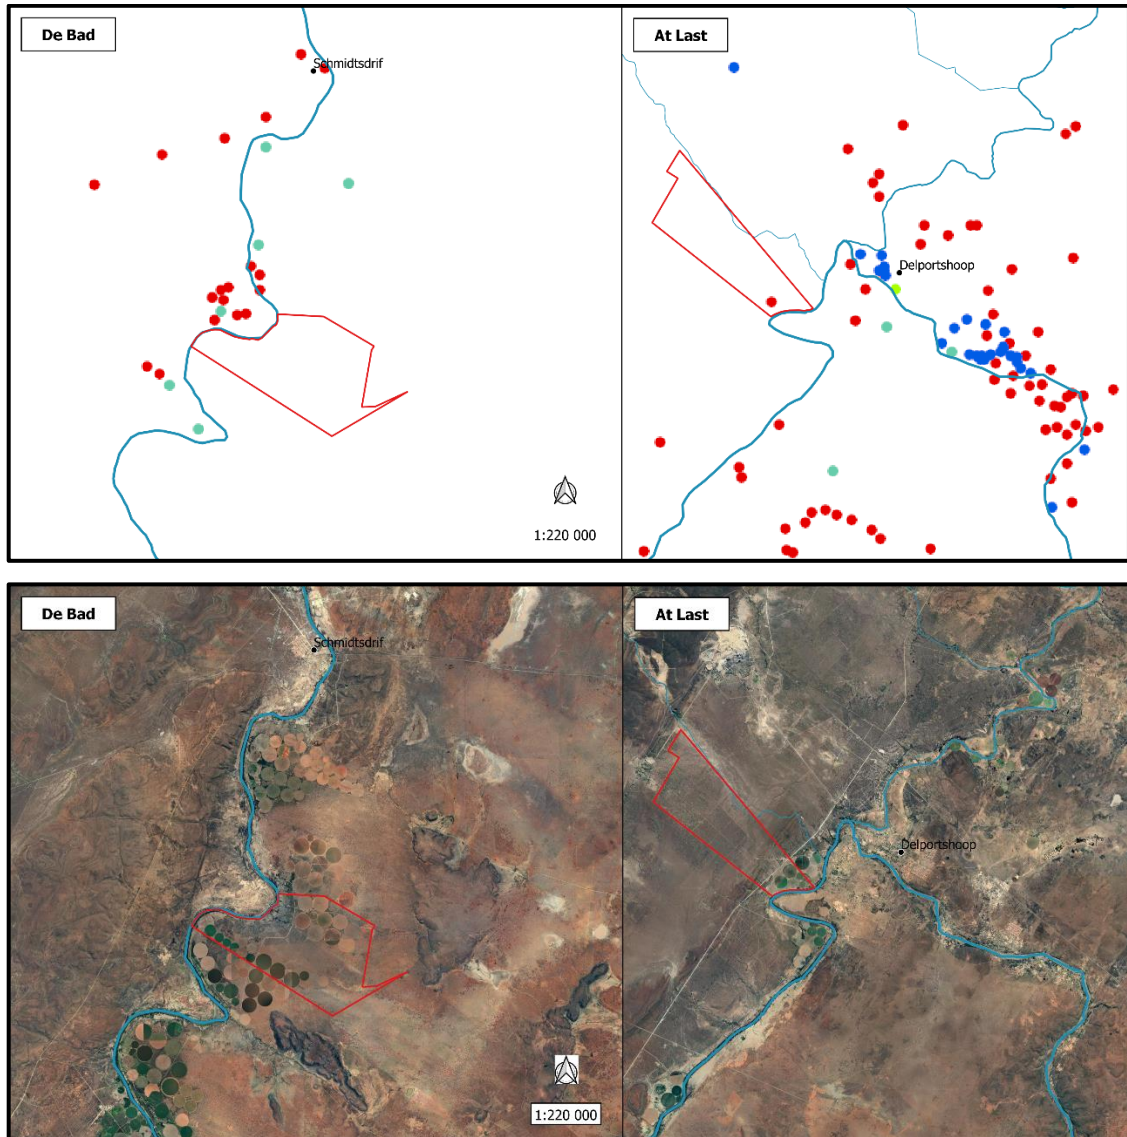 De Bad
At Last
Schmidtsdrif
Delportshoop
1:220 000
De Bad
At Last
Schmidtsdrif
Delportshoop
1:220 000